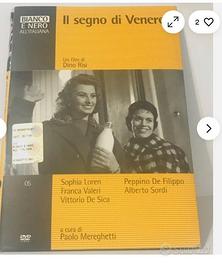 BIANCO
E NERO
ALL'ITALIANA
Il segno di Venere
Un film di
Dino Risi
2
05
Sophia Loren
Franca Valeri
Vittorio De Sica
Peppino De Filippo
Alberto Sordi
a cura di
Paolo Mereghetti
DVD